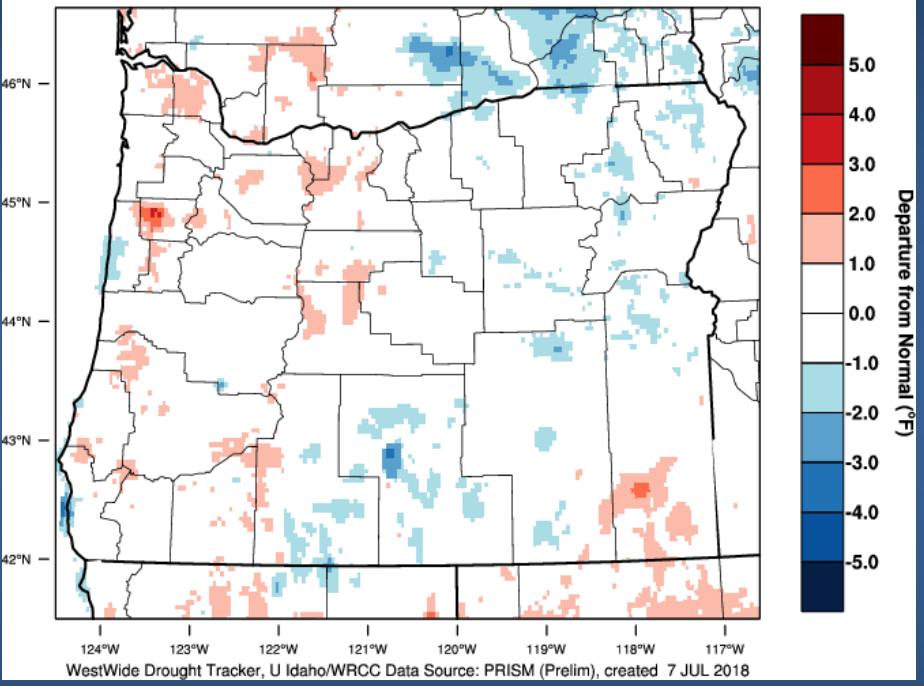 46°N
45°N
44°N
43°N
42°N
124°W
123°W
122°W
121°W
120°W
119°W
118°W
117°W
5.0
4.0
3.0
2.0
1.0
0.0
-1.0
-2.0
-3.0
-4.0
-5.0
Departure from Normal (°F)
WestWide Drought Tracker, U Idaho/WRCC Data Source: PRISM (Prelim), created 7 JUL 2018